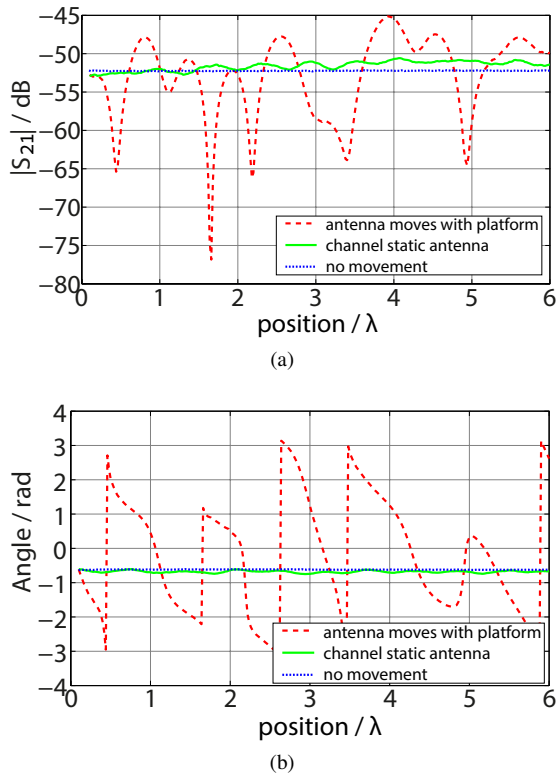 −45
−50
−55
−60
−65
−70
−75
−80
|S21| / dB
antenna moves with platform
channel static antenna
no movement
0 1 2 3 4 5 6
position / λ
(a)
4
3
2
1
0
−1
−2
−3
−4
Angle / rad
antenna moves with platform
channel static antenna
no movement
0 1 2 3 4 5 6
position / λ
(b)